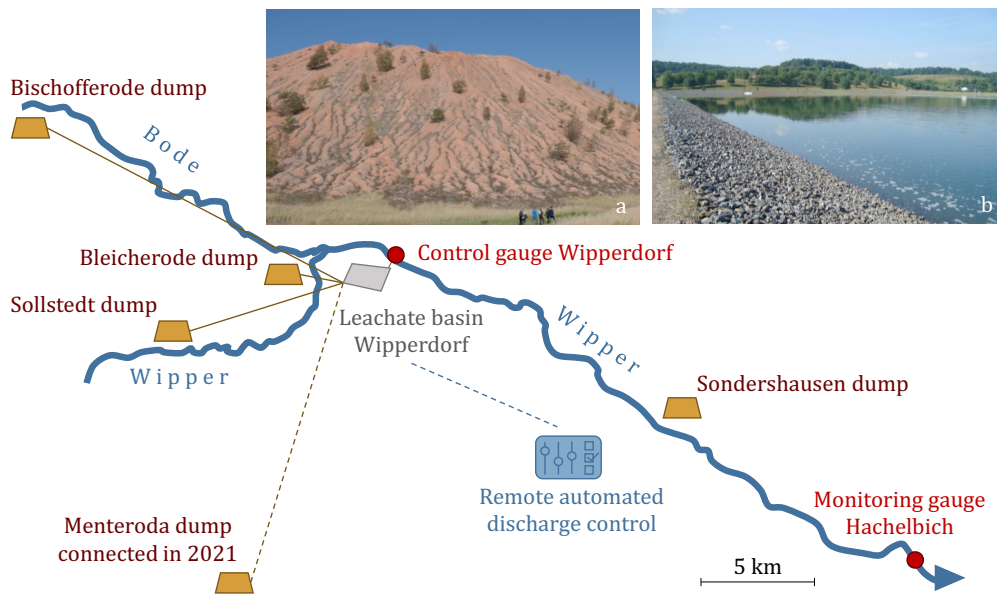 Bischofferode dump
Bode
a
b
Bleicherode dump
Control gauge Wipperdorf
Sollstedt dump
Leachate basin
Wipperdorf
Wipper
Wipper
Sondershausen dump
Remote automated
discharge control
Monitoring gauge
Hachelbich
Menteroda dump
connected in 2021
5 km